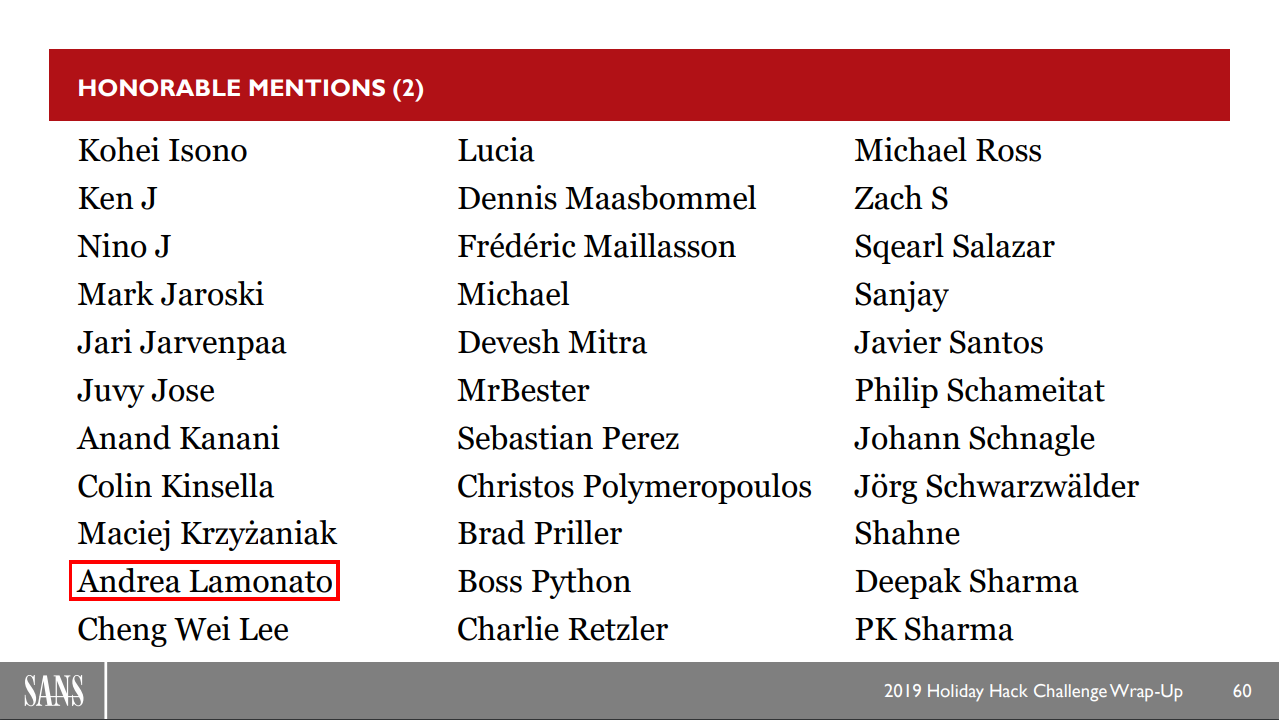 HONORABLE MENTIONS (2)
Kohei Isono
Ken J
Nino J
Mark Jaroski
Jari Jarvenpaa
Juvy Jose
Anand Kanani
Colin Kinsella
Maciej Krzyżaniak
Andrea Lamonato
Cheng Wei Lee
Lucia
Dennis Maasbommel
Frédéric Maillasson
Michael
Devesh Mitra
MrBester
Sebastian Perez
Christos Polymeropoulos
Brad Priller
Boss Python
Charlie Retzler
Michael Ross
Zach S
Sqearl Salazar
Sanjay
Javier Santos
Philip Schameitat
Johann Schnagle
Jörg Schwarzwälder
Shahne
Deepak Sharma
PK Sharma
SANS
2019 Holiday Hack Challenge Wrap-Up 60